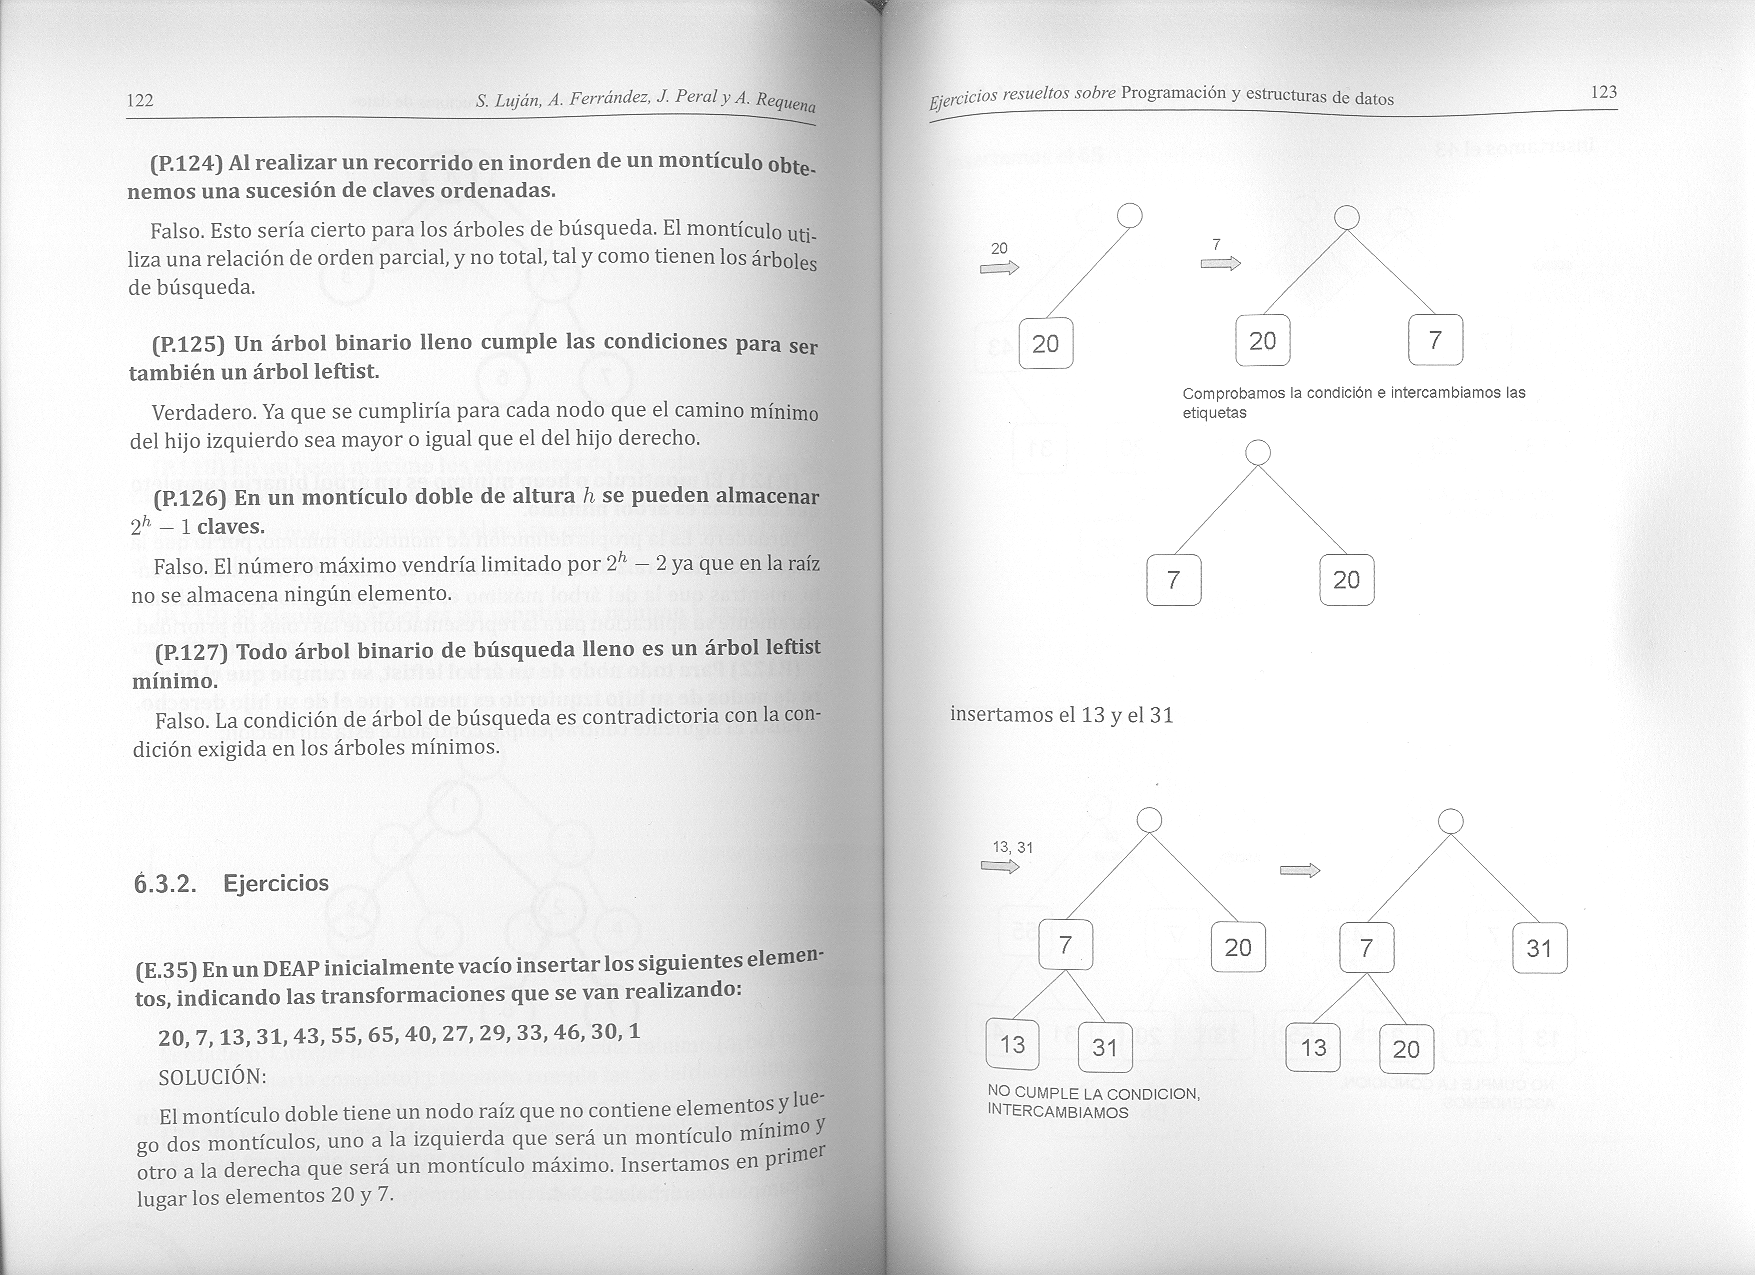 122
S. Luján, A. Ferrández, J. Peral y A. Requena
(P.124) Al realizar un recorrido en inorden de un montículo obte-
nemos una sucesión de claves ordenadas.
Falso. Esto sería cierto para los árboles de búsqueda. El montículo uti-
liza una relación de orden parcial, y no total, tal y como tienen los árboles
de búsqueda.
(P.125) Un árbol binario lleno cumple las condiciones para ser
también un árbol leftist.
Verdadero. Ya que se cumpliría para cada nodo que el camino mínimo
del hijo izquierdo sea mayor o igual que el del hijo derecho.
(P.126) En un montículo doble de altura h se pueden almacenar
2^h − 1 claves.
Falso. El número máximo vendría limitado por 2^h − 2 ya que en la raíz
no se almacena ningún elemento.
(P.127) Todo árbol binario de búsqueda lleno es un árbol leftist
mínimo.
Falso. La condición de árbol de búsqueda es contradictoria con la con-
dición exigida en los árboles mínimos.
6.3.2. Ejercicios
(E.35) En un DEAP inicialmente vacío insertar los siguientes elemen-
tos, indicando las transformaciones que se van realizando:
20, 7, 13, 31, 43, 55, 65, 40, 27, 29, 33, 46, 30, 1
SOLUCIÓN:
El montículo doble tiene un nodo raíz que no contiene elementos y lue-
go dos montículos, uno a la izquierda que será un montículo mínimo y
otro a la derecha que será un montículo máximo. Insertamos en primer
lugar los elementos 20 y 7.
Ejercicios resueltos sobre Programación y estructuras de datos
123
20
7
20
20
7
Comprobamos la condición e intercambiamos las
etiquetas
7
20
insertamos el 13 y el 31
13, 31
7
20
7
31
13
31
13
20
NO CUMPLE LA CONDICION,
INTERCAMBIAMOS